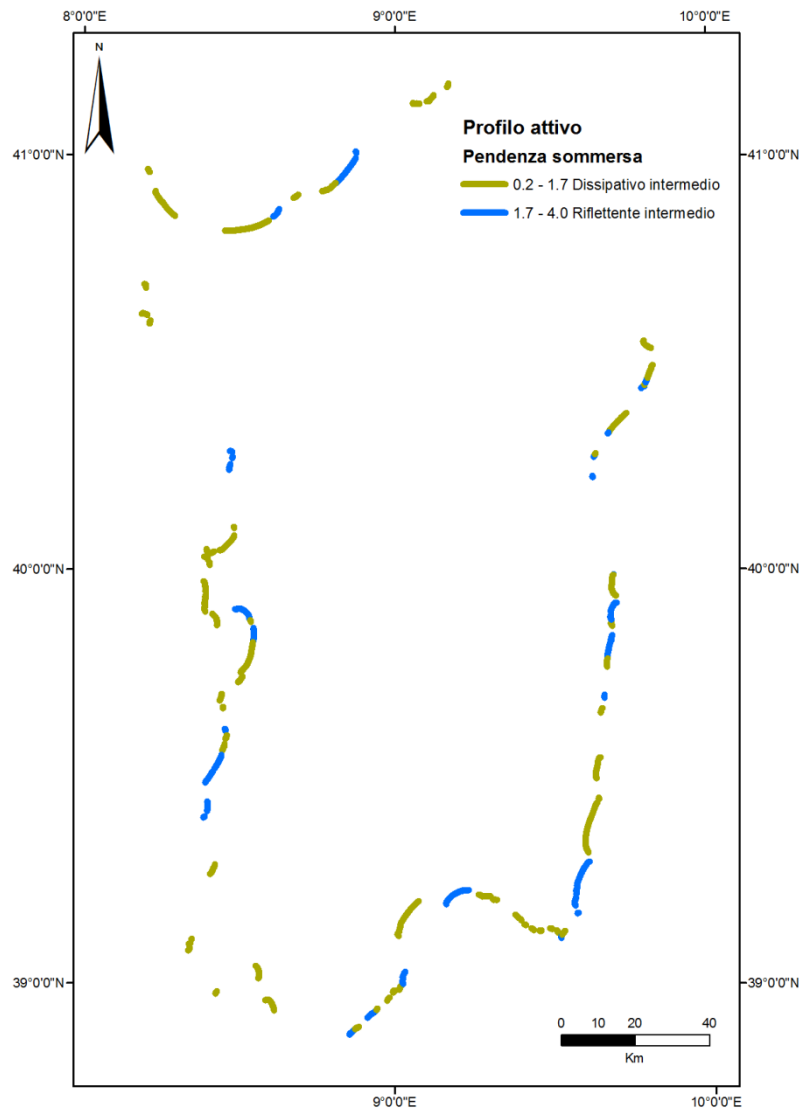 8°0'0"E 9°0'0"E 10°0'0"E
N
Profilo attivo
41°0'0"N 41°0'0"N
Pendenza sommersa
0.2 - 1.7 Dissipativo intermedio
1.7 - 4.0 Riflettente intermedio
40°0'0"N 40°0'0"N
39°0'0"N 39°0'0"N
0 10 20 40
Km
9°0'0"E 10°0'0"E